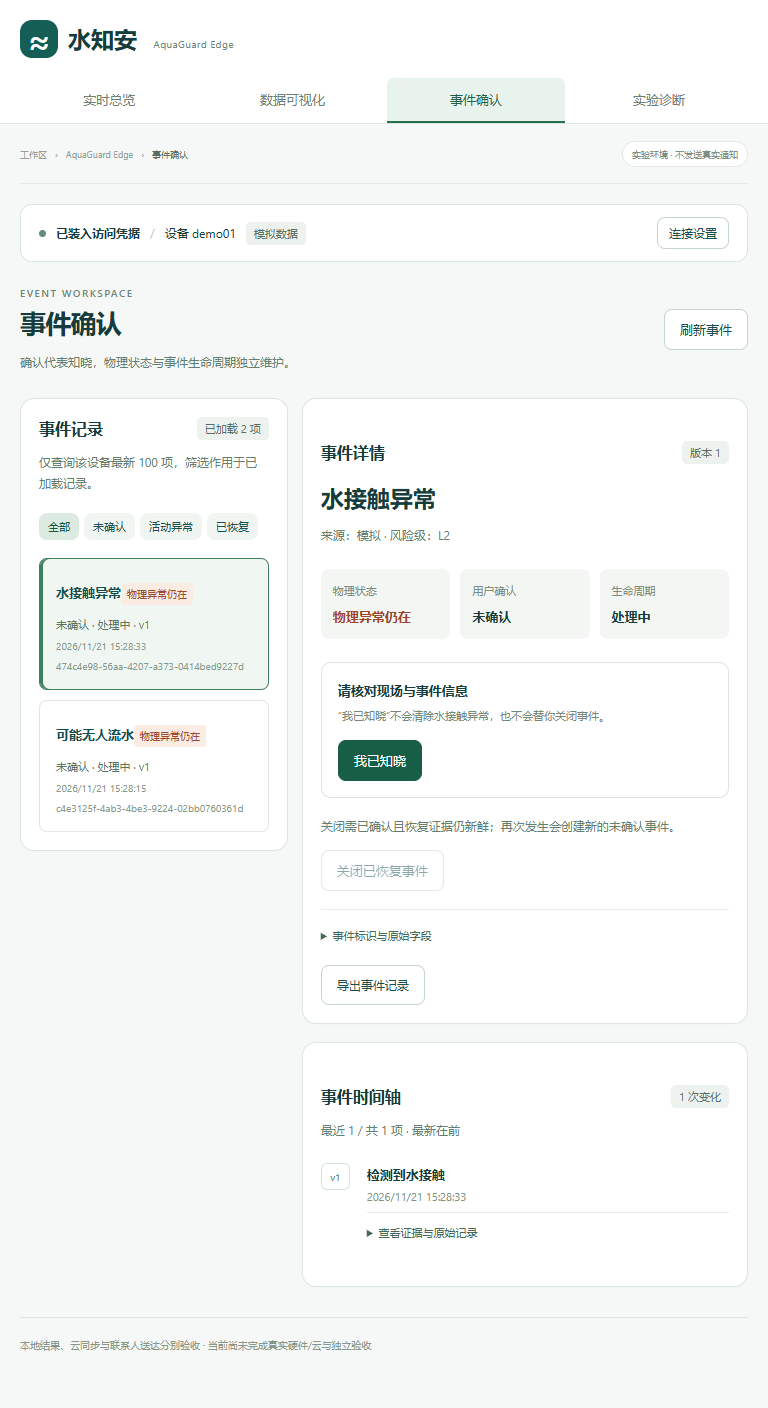 ≈ 水知安 AquaGuard Edge
实时总览 数据可视化 事件确认 实验诊断
工作区 › AquaGuard Edge › 事件确认 实验环境 · 不发送真实通知
已装入访问凭据 / 设备 demo01 模拟数据 连接设置
EVENT WORKSPACE
事件确认
刷新事件
确认代表知晓，物理状态与事件生命周期独立维护。
事件记录 已加载 2 项
仅查询该设备最新 100 项，筛选作用于已
加载记录。
全部 未确认 活动异常 已恢复
水接触异常 物理异常仍在
未确认 · 处理中 · v1
2026/11/21 15:28:33
474c4e98-56aa-4207-a373-0414bed9227d
可能无人流水 物理异常仍在
未确认 · 处理中 · v1
2026/11/21 15:28:15
c4e3125f-4ab3-4be3-9224-02bb0760361d
事件详情 版本 1
水接触异常
来源：模拟 · 风险级：L2
物理状态 用户确认 生命周期
物理异常仍在 未确认 处理中
请核对现场与事件信息
“我已知晓”不会清除水接触异常，也不会替你关闭事件。
我已知晓
关闭需已确认且恢复证据仍新鲜；再次发生会创建新的未确认事件。
关闭已恢复事件
▶ 事件标识与原始字段
导出事件记录
事件时间轴 1 次变化
最近 1 / 共 1 项 · 最新在前
v1 检测到水接触
2026/11/21 15:28:33
▶ 查看证据与原始记录
本地结果、云同步与联系人送达分别验收 · 当前尚未完成真实硬件/云与独立验收